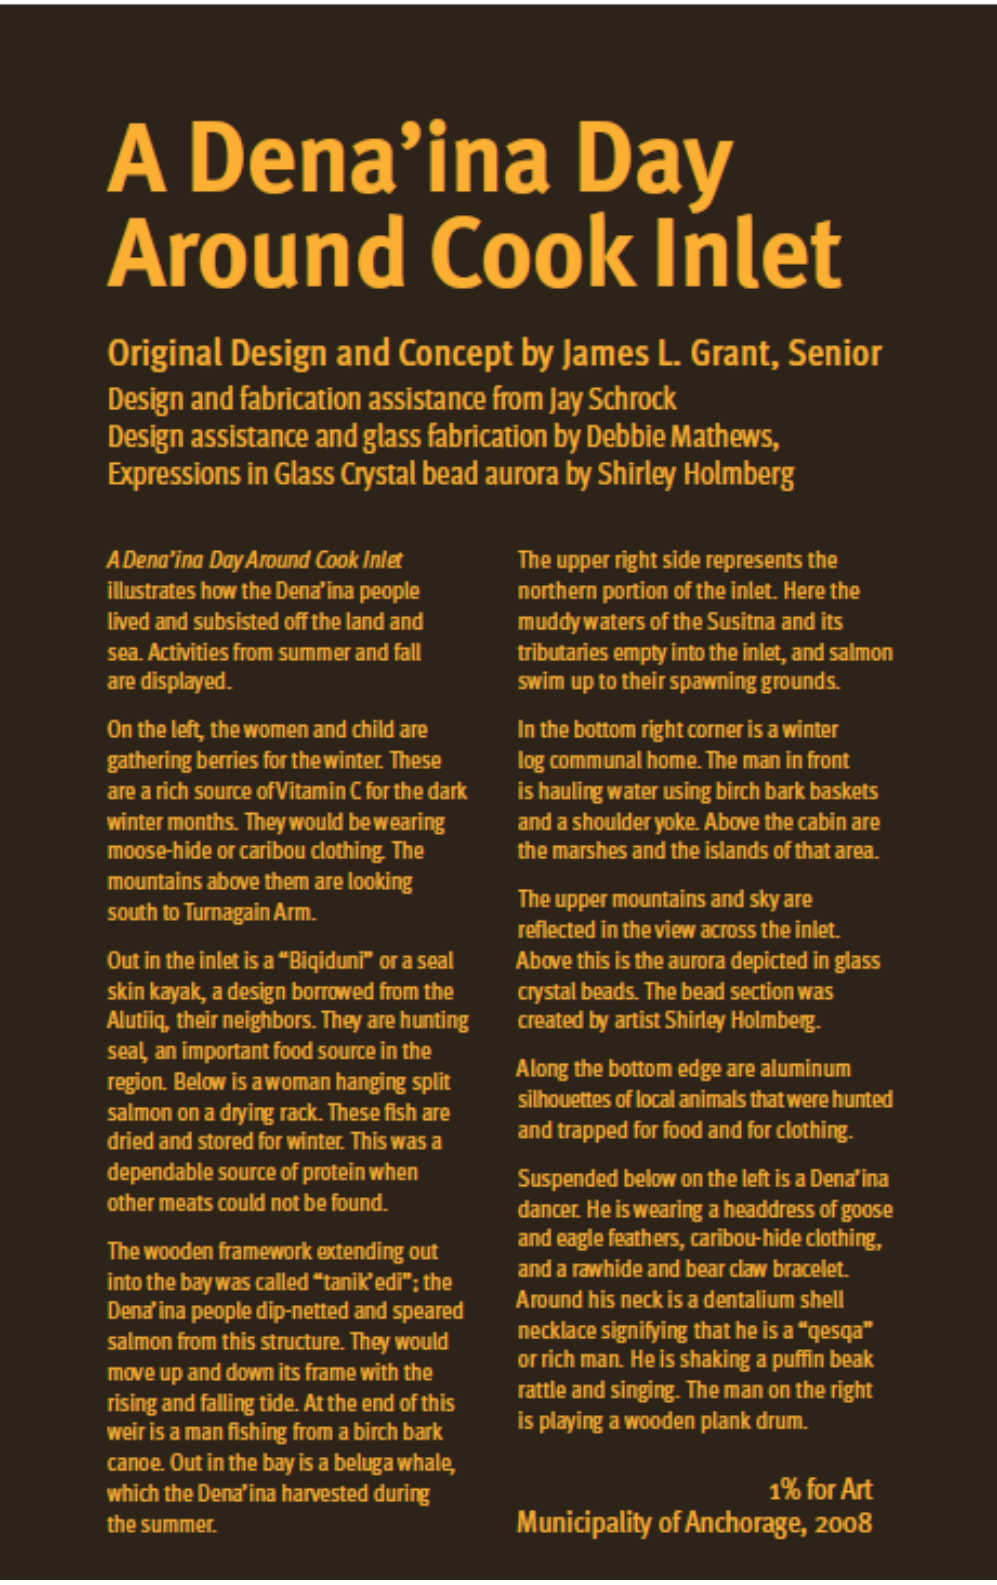 A Dena’ina Day
Around Cook Inlet
Original Design and Concept by James L. Grant, Senior
Design and fabrication assistance from Jay Schrock
Design assistance and glass fabrication by Debbie Mathews,
Expressions in Glass Crystal bead aurora by Shirley Holmberg
A Dena’ina Day Around Cook Inlet
illustrates how the Dena’ina people
lived and subsisted off the land and
sea. Activities from summer and fall
are displayed.
On the left, the women and child are
gathering berries for the winter. These
are a rich source of Vitamin C for the dark
winter months. They would be wearing
moose-hide or caribou clothing. The
mountains above them are looking
south to Turnagain Arm.
Out in the inlet is a “Biqiduni” or a seal
skin kayak, a design borrowed from the
Alutiiq, their neighbors. They are hunting
seal, an important food source in the
region. Below is a woman hanging split
salmon on a drying rack. These fish are
dried and stored for winter. This was a
dependable source of protein when
other meats could not be found.
The wooden framework extending out
into the bay was called “tanik’edi”; the
Dena’ina people dip-netted and speared
salmon from this structure. They would
move up and down its frame with the
rising and falling tide. At the end of this
weir is a man fishing from a birch bark
canoe. Out in the bay is a beluga whale,
which the Dena’ina harvested during
the summer.
The upper right side represents the
northern portion of the inlet. Here the
muddy waters of the Susitna and its
tributaries empty into the inlet, and salmon
swim up to their spawning grounds.
In the bottom right corner is a winter
log communal home. The man in front
is hauling water using birch bark baskets
and a shoulder yoke. Above the cabin are
the marshes and the islands of that area.
The upper mountains and sky are
reflected in the view across the inlet.
Above this is the aurora depicted in glass
crystal beads. The bead section was
created by artist Shirley Holmberg.
Along the bottom edge are aluminum
silhouettes of local animals that were hunted
and trapped for food and for clothing.
Suspended below on the left is a Dena’ina
dancer. He is wearing a headdress of goose
and eagle feathers, caribou-hide clothing,
and a rawhide and bear claw bracelet.
Around his neck is a dentalium shell
necklace signifying that he is a “qesqa”
or rich man. He is shaking a puffin beak
rattle and singing. The man on the right
is playing a wooden plank drum.
1% for Art
Municipality of Anchorage, 2008